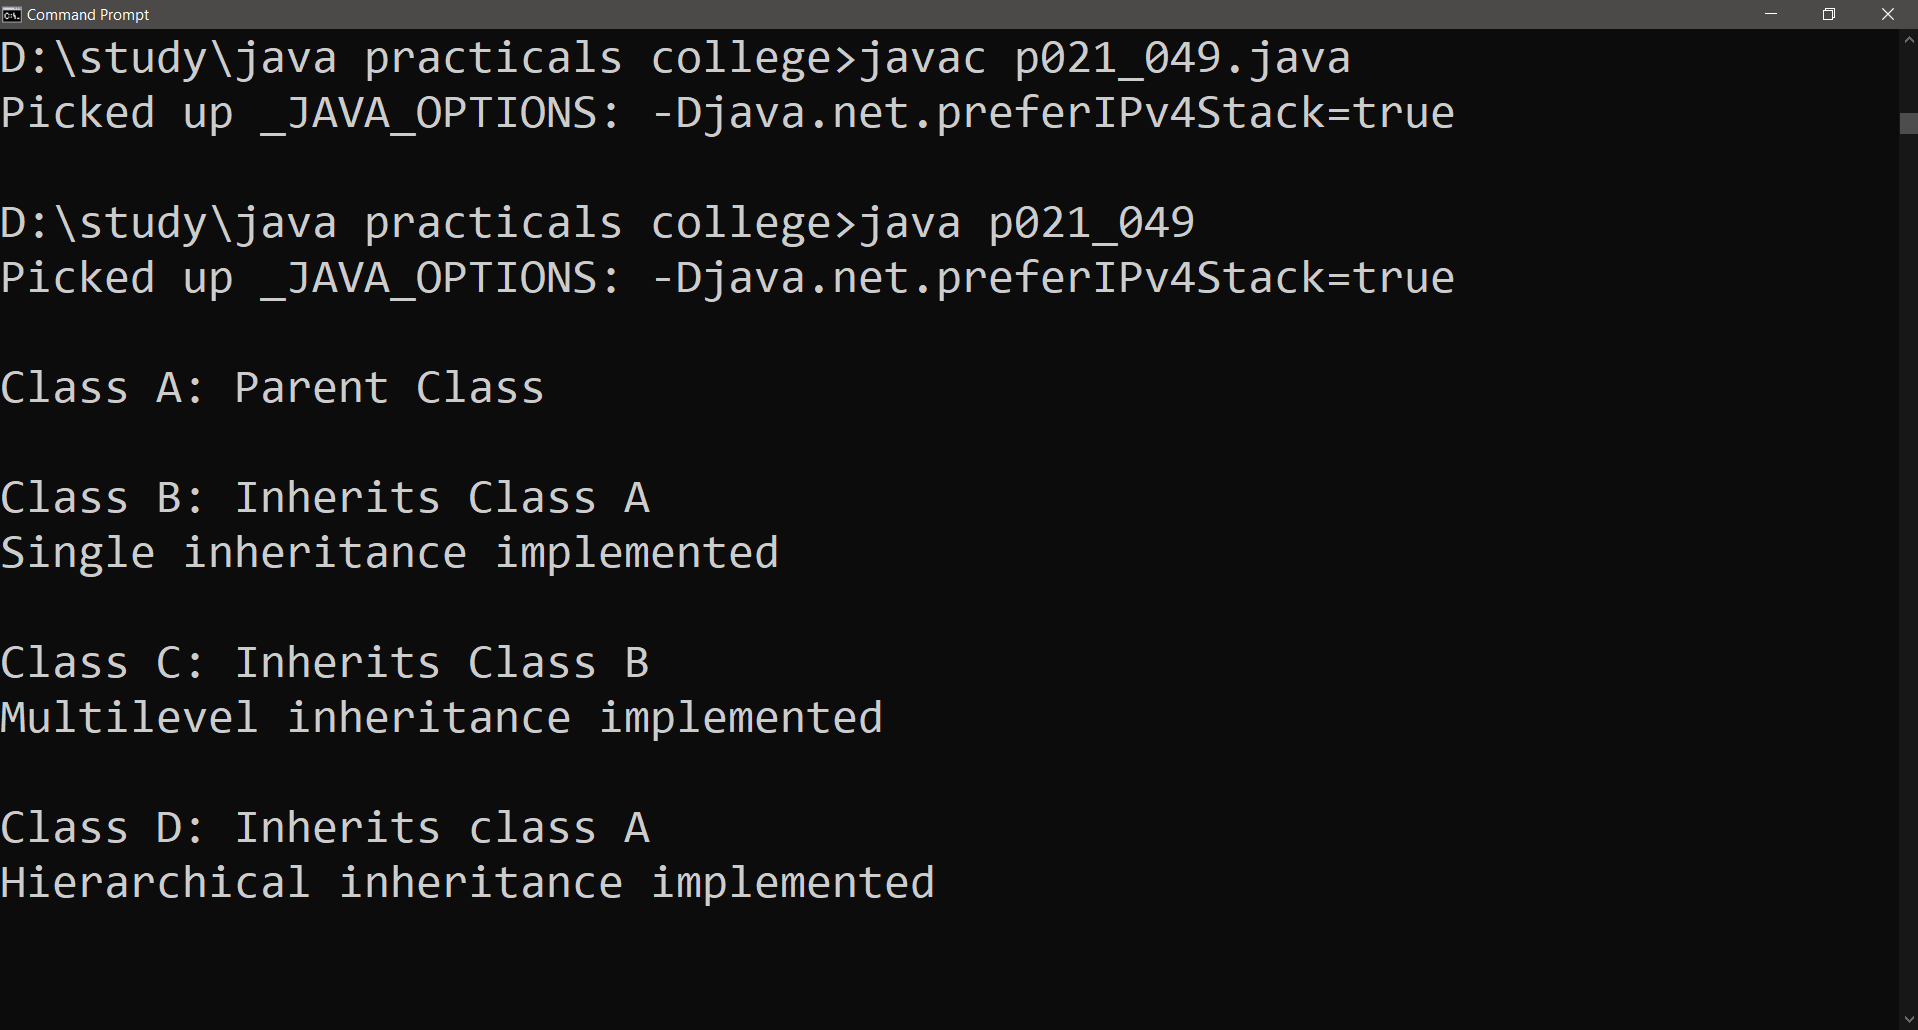 Command Prompt
D:\study\java practicals college>javac p021_049.java
Picked up _JAVA_OPTIONS: -Djava.net.preferIPv4Stack=true
D:\study\java practicals college>java p021_049
Picked up _JAVA_OPTIONS: -Djava.net.preferIPv4Stack=true
Class A: Parent Class
Class B: Inherits Class A
Single inheritance implemented
Class C: Inherits Class B
Multilevel inheritance implemented
Class D: Inherits class A
Hierarchical inheritance implemented